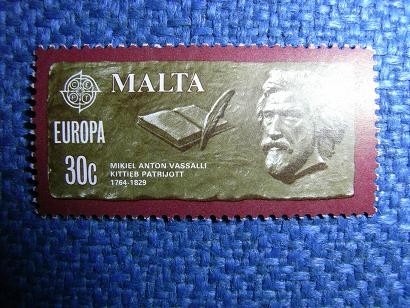 MALTA
EUROPA
30c
MIKIEL ANTON VASSALLI
KITTIEB PATRIJOTT
1764-1829